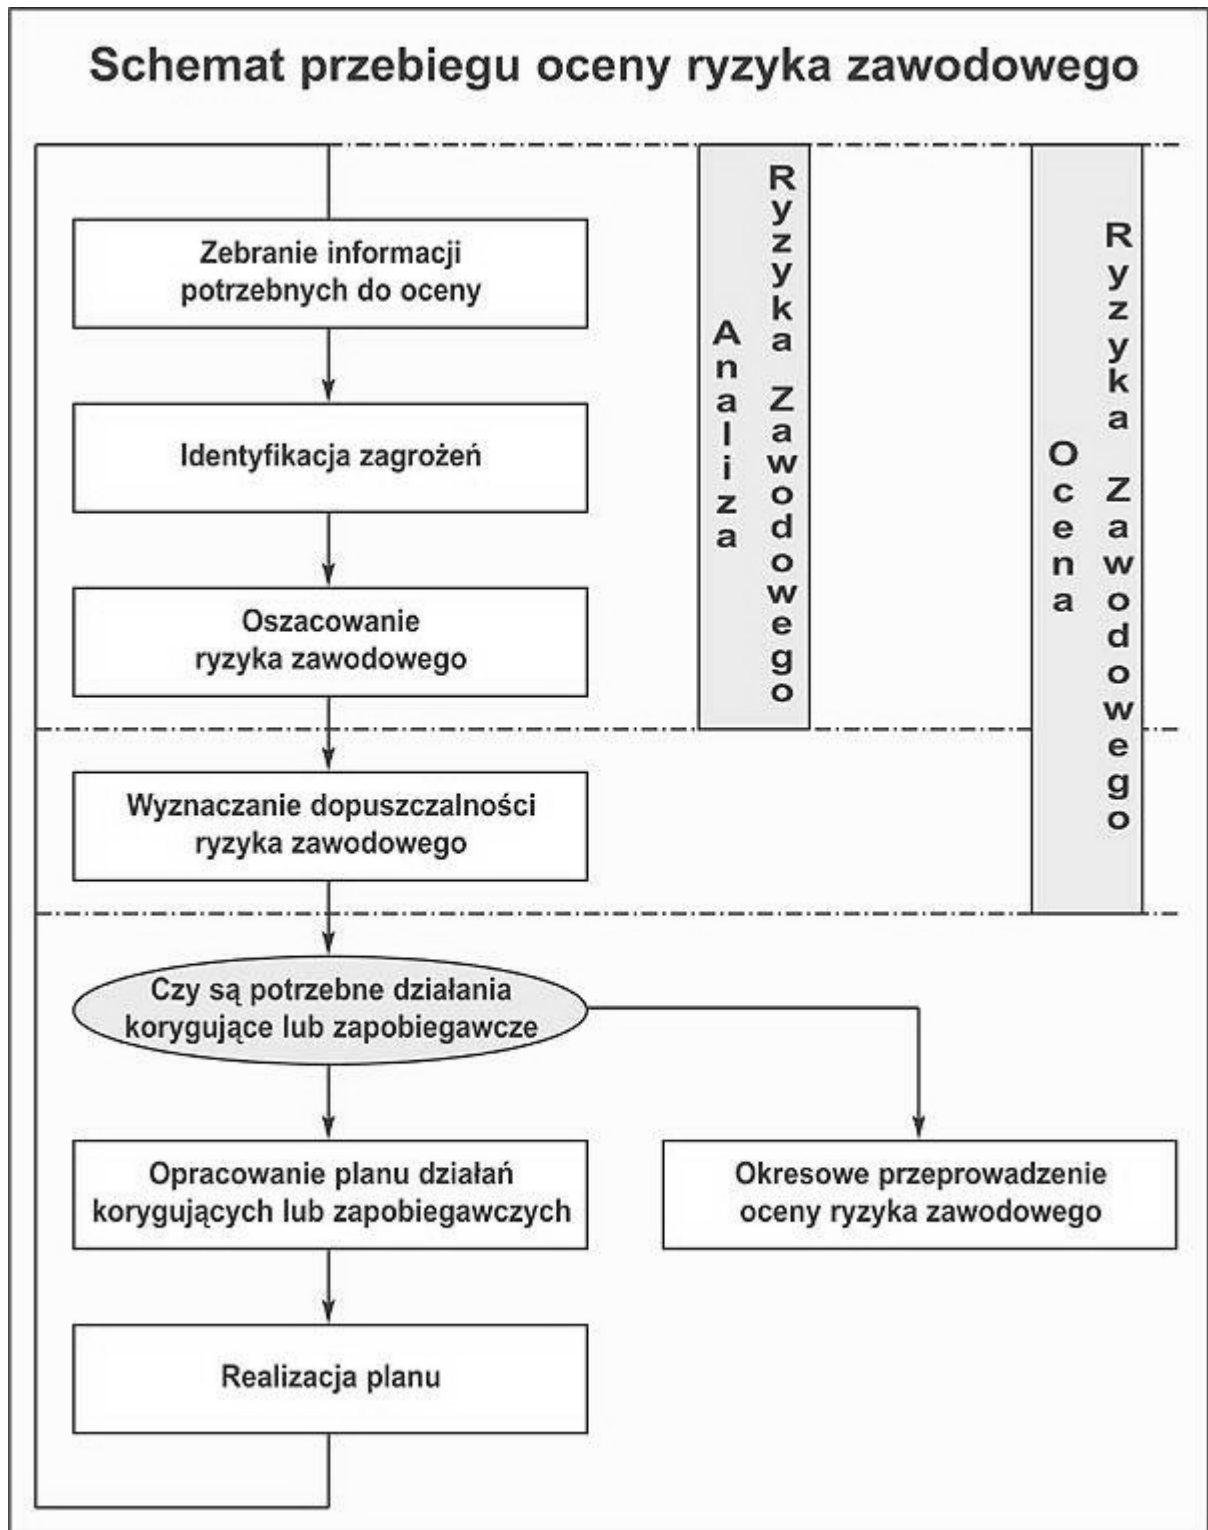 Schemat przebiegu oceny ryzyka zawodowego
Zebranie informacji
potrzebnych do oceny
Identyfikacja zagrożeń
Oszacowanie
ryzyka zawodowego
Wyznaczanie dopuszczalności
ryzyka zawodowego
Czy są potrzebne działania
korygujące lub zapobiegawcze
Opracowanie planu działań
korygujących lub zapobiegawczych
Realizacja planu
Okresowe przeprowadzenie
oceny ryzyka zawodowego
Analiza
Ryzyka Zawodowego
Ocena
Ryzyka Zawodowego